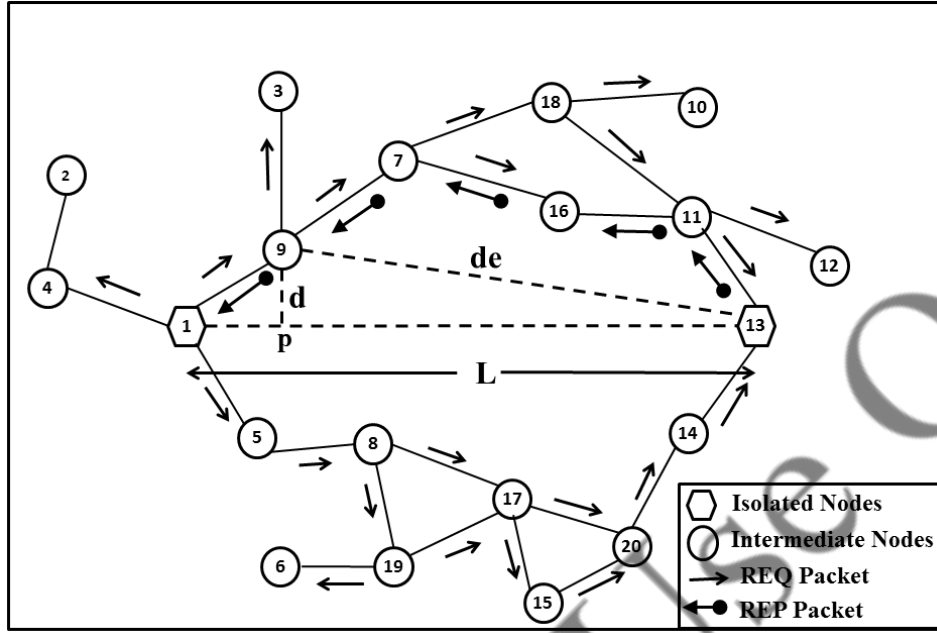 3
18
10
7
2
16
11
9
de
12
4
d
1
13
p
L
5
8
14
17
20
6
19
15
Isolated Nodes
Intermediate Nodes
REQ Packet
REP Packet